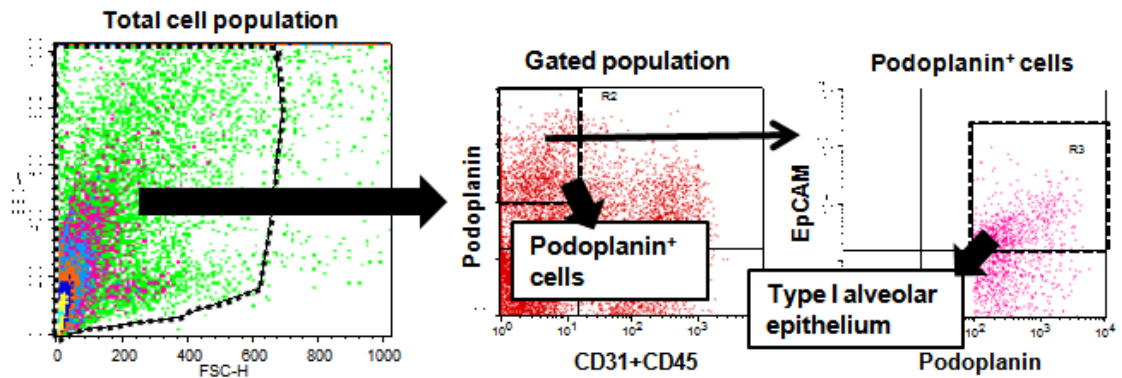 Total cell population
0 200 400 600 800 1000
FSC-H
Gated population
R2
Podoplanin
Podoplanin⁺
cells
10⁰ 10¹ 10² 10³
CD31+CD45
Podoplanin⁺ cells
R3
EpCAM
Type I alveolar
epithelium
10² 10³ 10⁴
Podoplanin